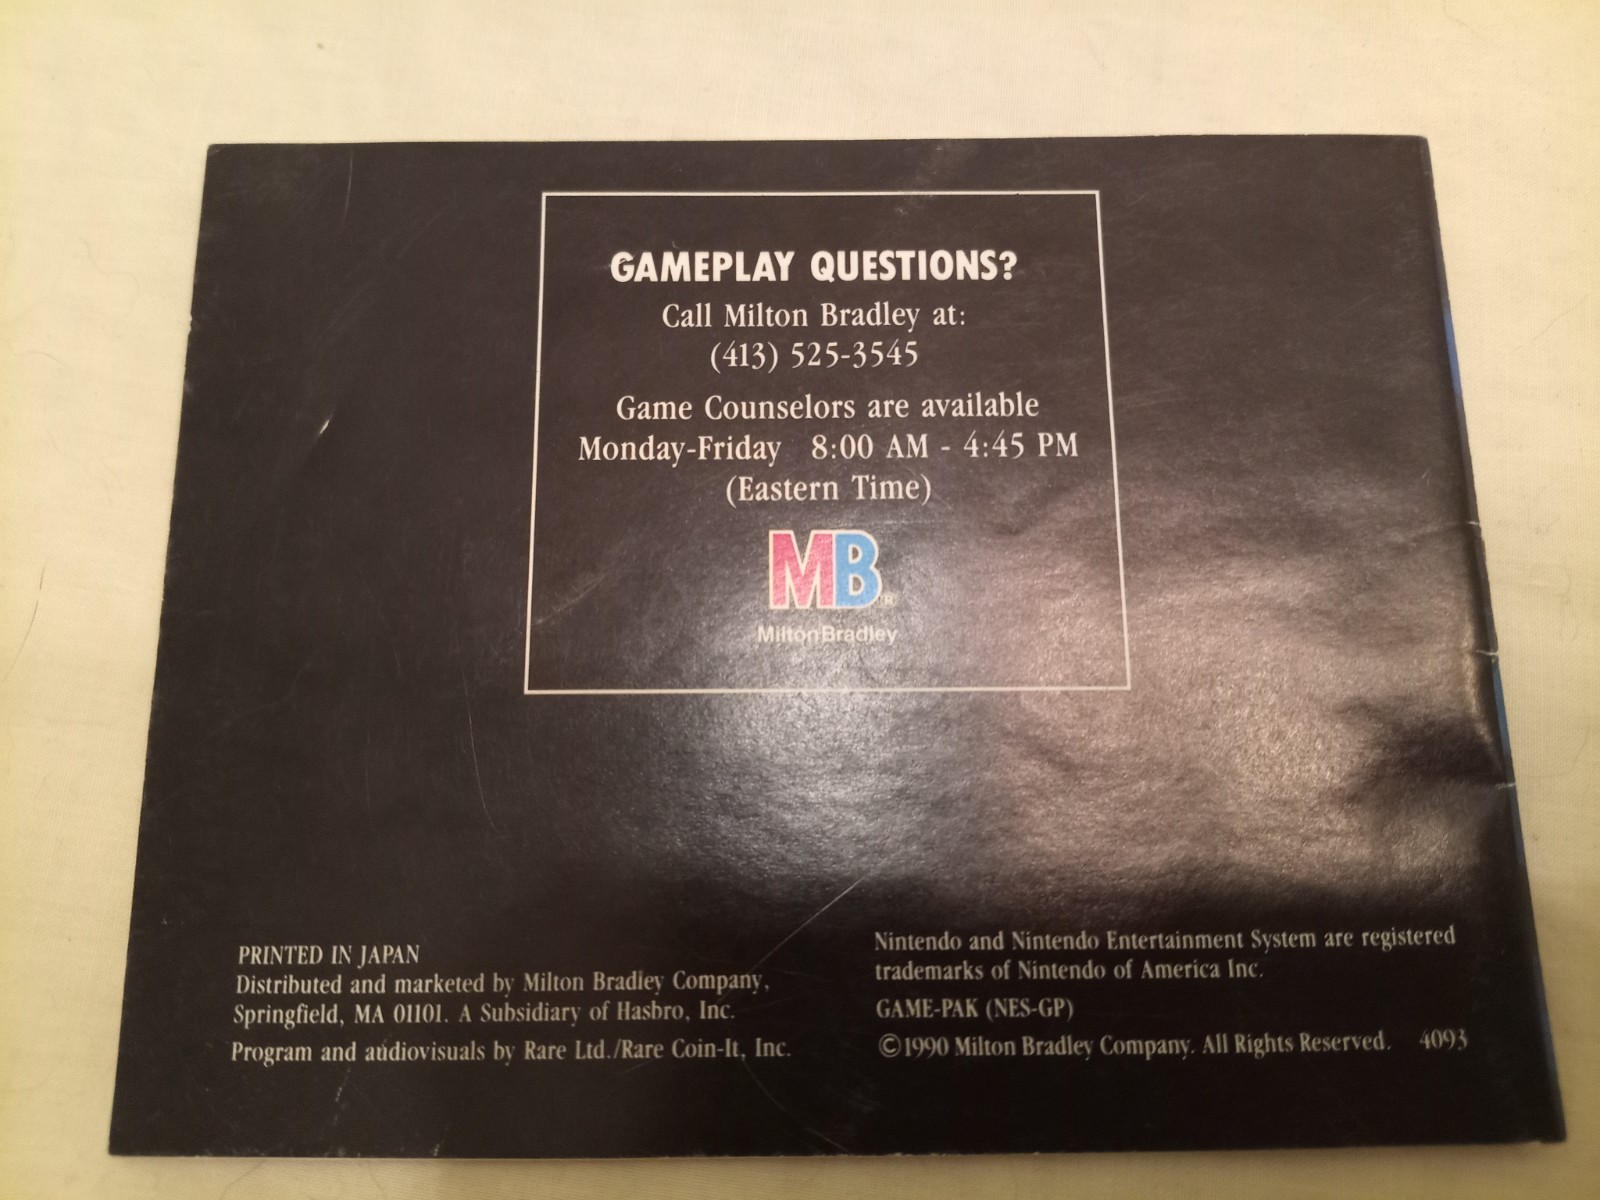 GAMEPLAY QUESTIONS?
Call Milton Bradley at:
(413) 525-3545
Game Counselors are available
Monday-Friday 8:00 AM - 4:45 PM
(Eastern Time)
MB
Milton Bradley
PRINTED IN JAPAN
Distributed and marketed by Milton Bradley Company,
Springfield, MA 01101. A Subsidiary of Hasbro, Inc.
Program and audiovisuals by Rare Ltd./Rare Coin-It, Inc.
Nintendo and Nintendo Entertainment System are registered
trademarks of Nintendo of America Inc.
GAME-PAK (NES-GP)
©1990 Milton Bradley Company. All Rights Reserved. 4093